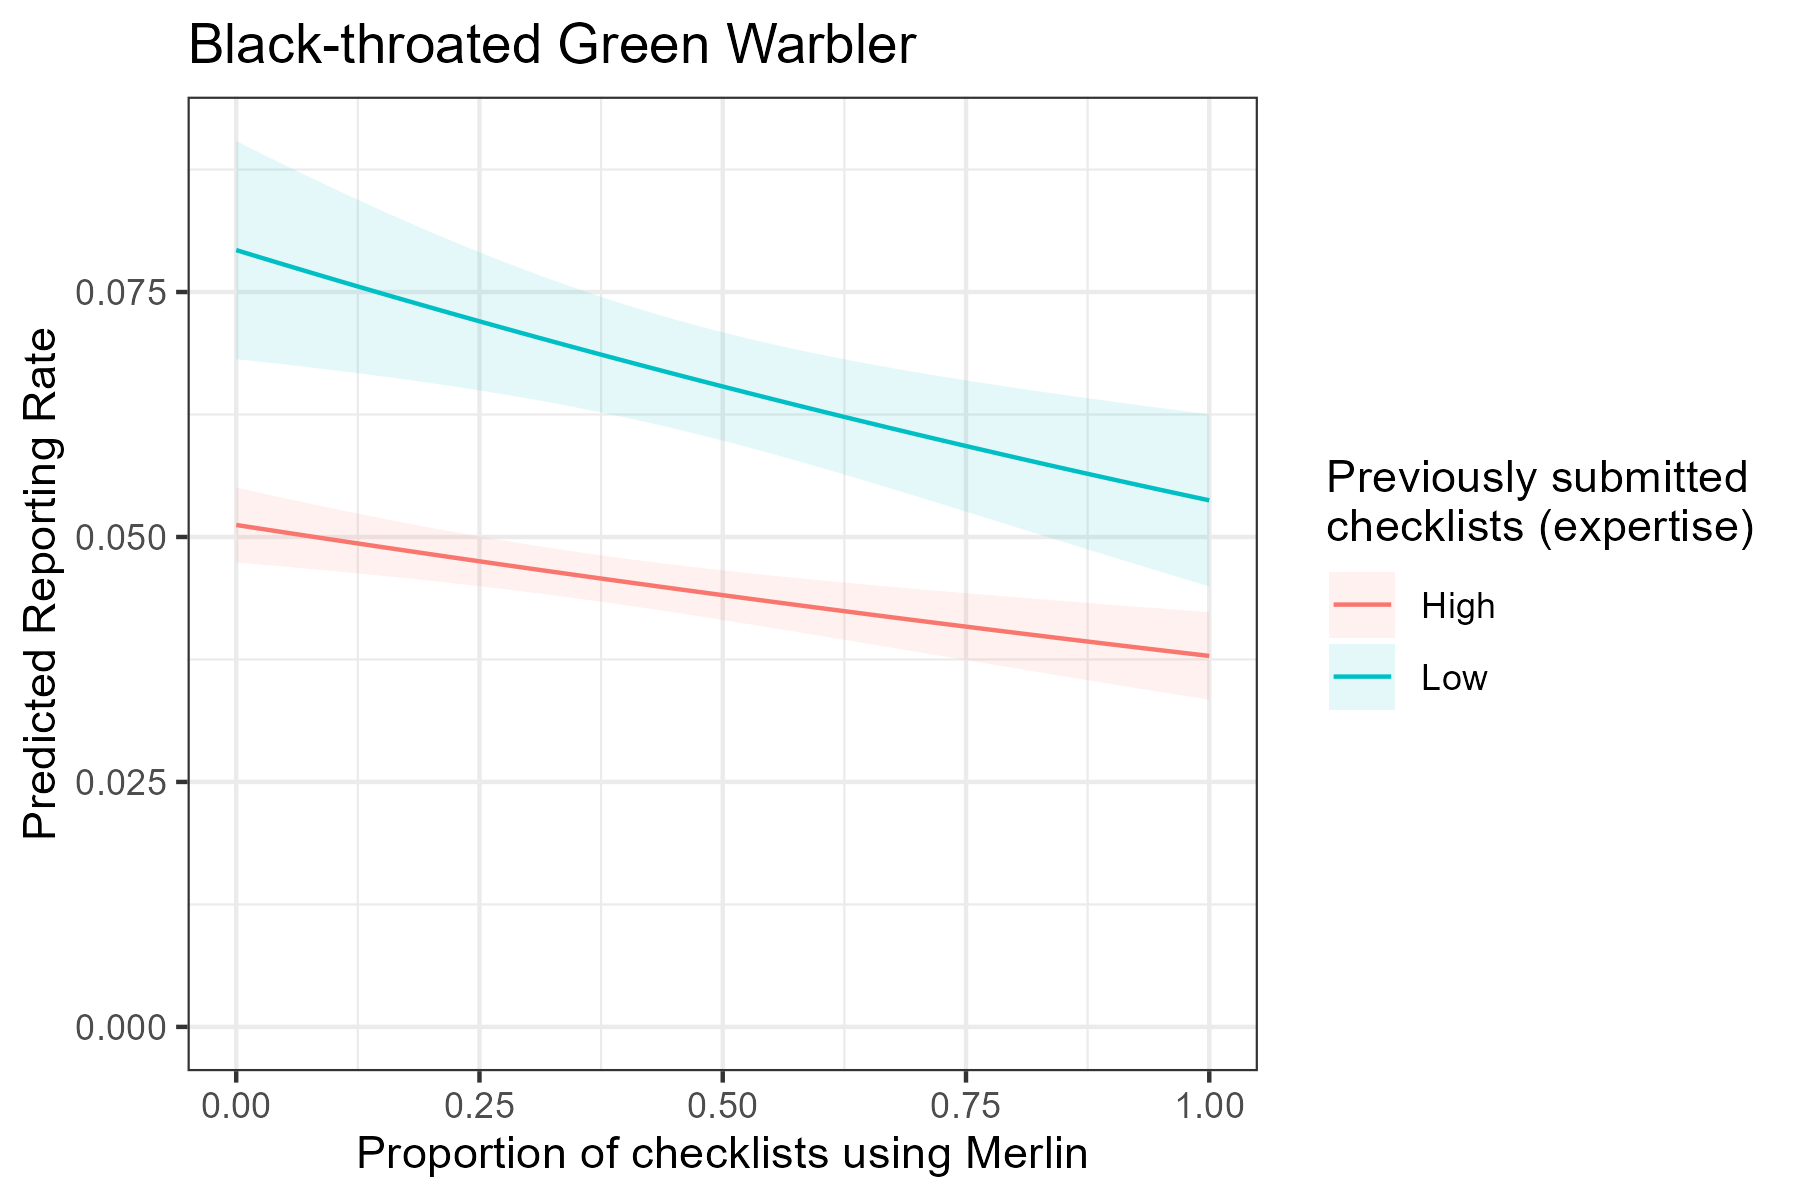 Black-throated Green Warbler
Predicted Reporting Rate
0.075
0.050
0.025
0.000
0.00 0.25 0.50 0.75 1.00
Proportion of checklists using Merlin
Previously submitted
checklists (expertise)
High
Low